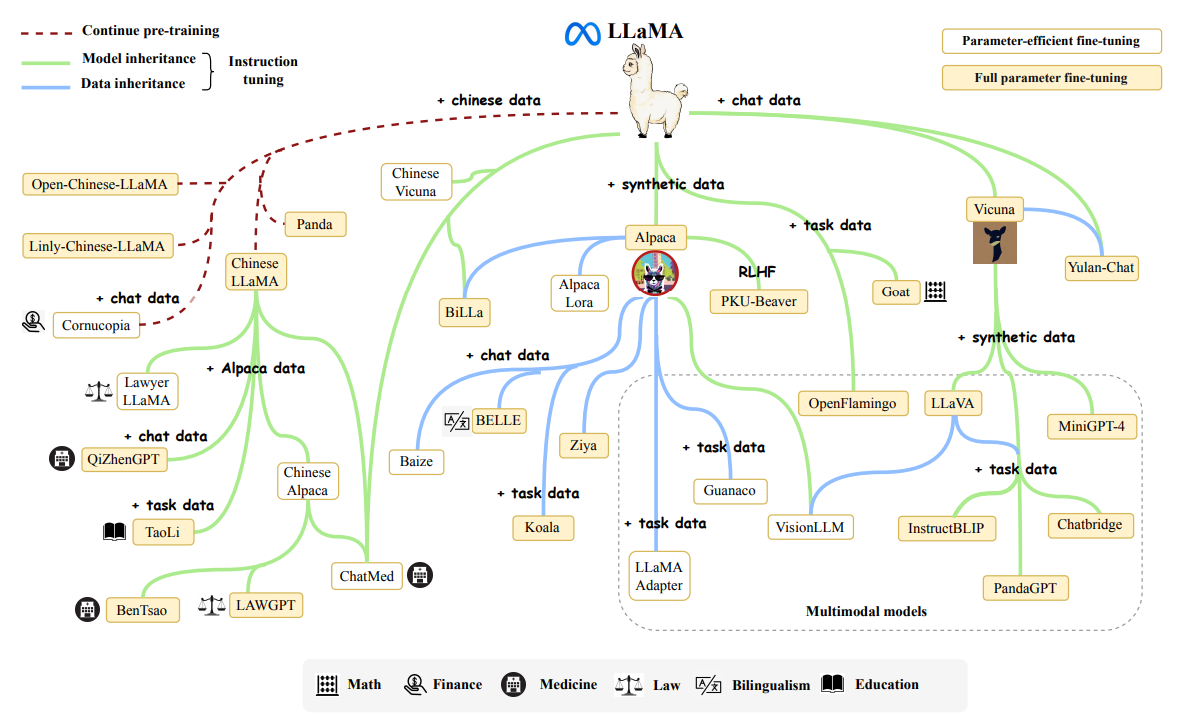 LLaMA
Continue pre-training
Model inheritance
Data inheritance
Instruction
tuning
Parameter-efficient fine-tuning
Full parameter fine-tuning
+ chinese data
+ chat data
Chinese
Vicuna
Open-Chinese-LLaMA
+ synthetic data
Panda
Vicuna
+ task data
Linly-Chinese-LLaMA
Alpaca
Chinese
LLaMA
Yulan-Chat
RLHF
Alpaca
Lora
PKU-Beaver
Goat
+ chat data
BiLLa
Cornucopia
+ synthetic data
+ chat data
+ Alpaca data
Lawyer
LLaMA
OpenFlamingo
LLaVA
BELLE
MiniGPT-4
+ chat data
Ziya
+ task data
QiZhenGPT
Baize
+ task data
Chinese
Alpaca
Guanaco
+ task data
+ task data
+ task data
TaoLi
Koala
VisionLLM
InstructBLIP
Chatbridge
ChatMed
LLaMA
Adapter
PandaGPT
BenTsao
LAWGPT
Multimodal models
Math
Finance
Medicine
Law
Bilingualism
Education